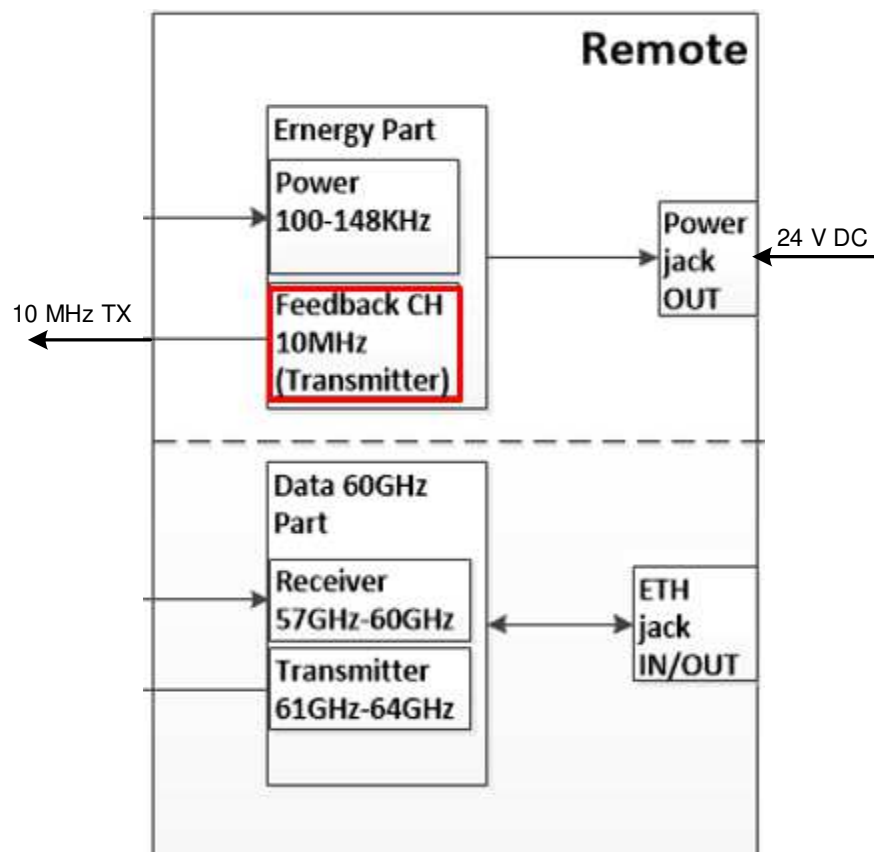 Remote
Ernergy Part
Power
100-148KHz
Power
jack
OUT
24 V DC
Feedback CH
10MHz
(Transmitter)
10 MHz TX
Data 60GHz
Part
Receiver
57GHz-60GHz
Transmitter
61GHz-64GHz
ETH
jack
IN/OUT